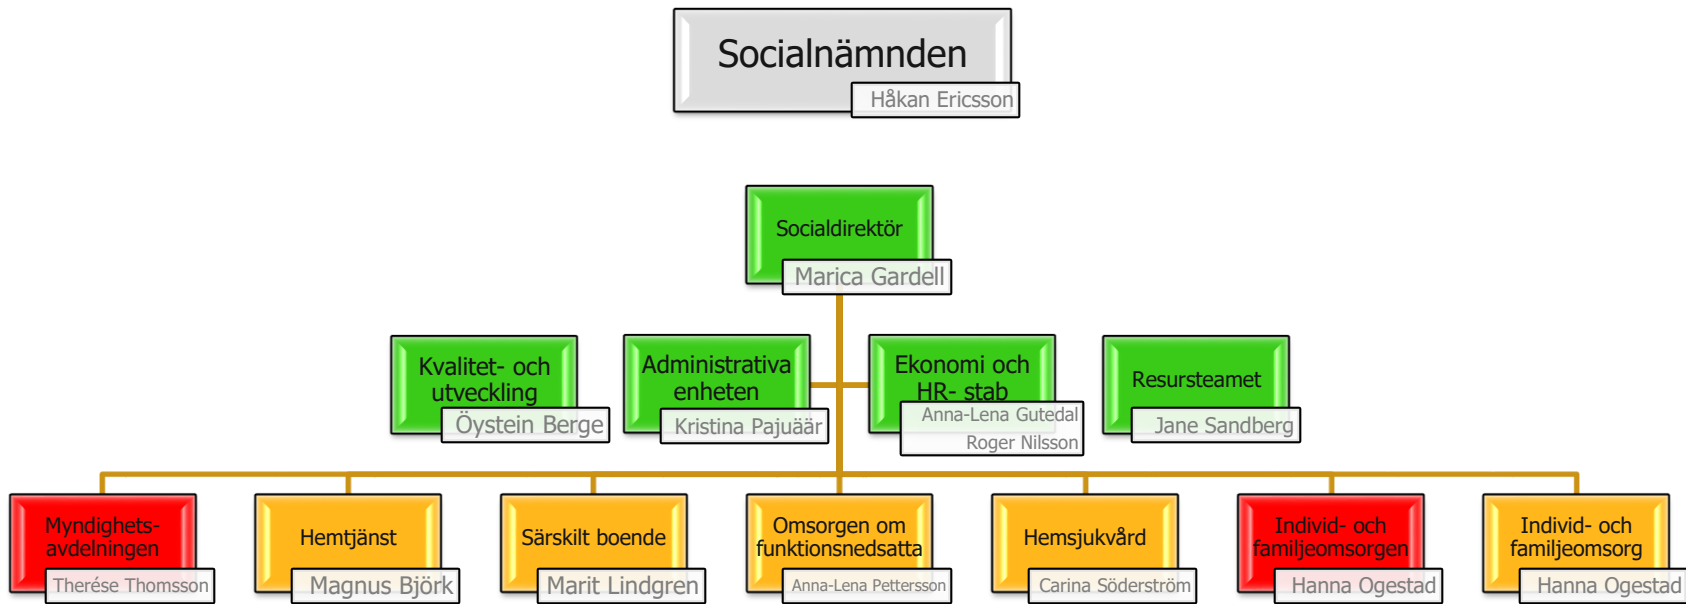 Socialnämnden
Håkan Ericsson
Socialdirektör
Marica Gardell
Kvalitet- och
utveckling
Öystein Berge
Administrativa
enheten
Kristina Pajuäär
Ekonomi och
HR- stab
Anna-Lena Gutedal
Roger Nilsson
Resursteamet
Jane Sandberg
Myndighets-
avdelningen
Therése Thomsson
Hemtjänst
Magnus Björk
Särskilt boende
Marit Lindgren
Omsorgen om
funktionsnedsatta
Anna-Lena Pettersson
Hemsjukvård
Carina Söderström
Individ- och
familjeomsorgen
Hanna Ogestad
Individ- och
familjeomsorg
Hanna Ogestad